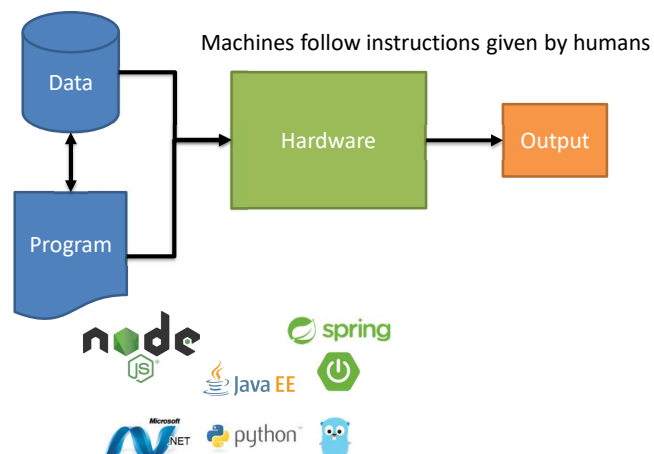 Machines follow instructions given by humans
Data
Hardware
Output
Program
node
JS
spring
Java EE
Microsoft
.NET
python